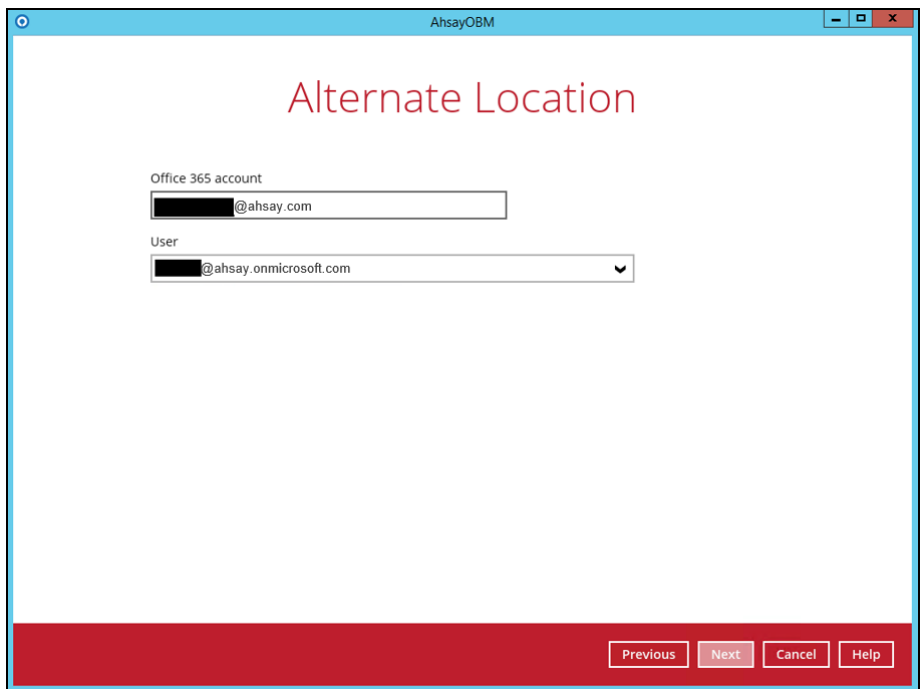 AhsayOBM
Alternate Location
Office 365 account
@ahsay.com
User
@ahsay.onmicrosoft.com
Previous Next Cancel Help